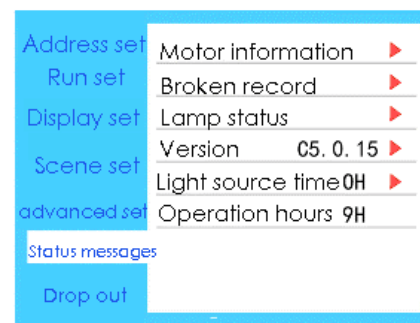 Address set
Run set
Display set
Scene set
advanced set
Status messages
Drop out
Motor information
Broken record
Lamp status
Version C5.0.15
Light source time 0H
Operation hours 9H